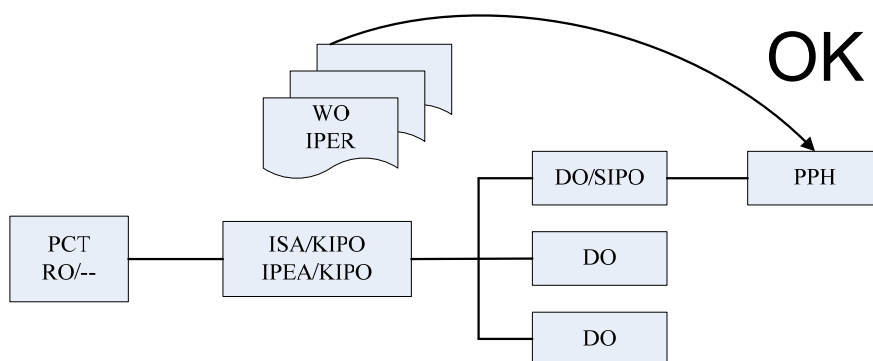 OK
WO
IPER
DO/SIPO
PPH
PCT
RO/--
ISA/KIPO
IPEA/KIPO
DO
DO